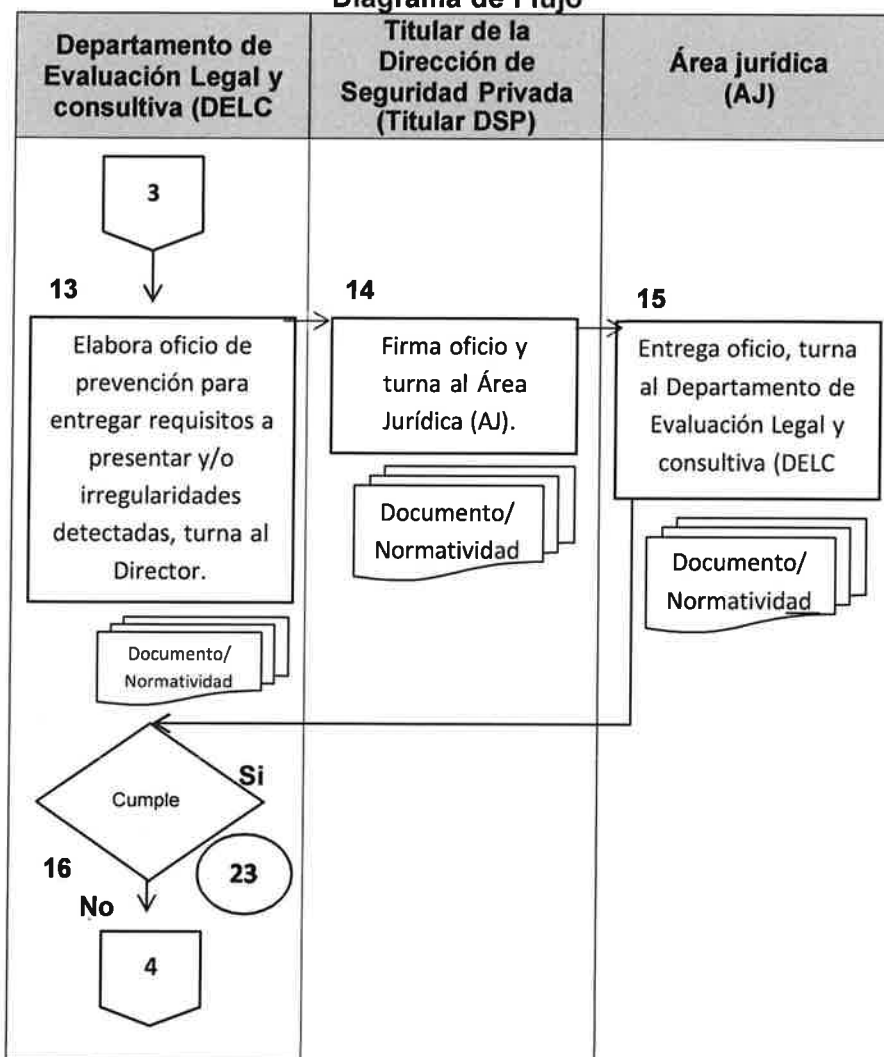 Diagrama de Flujo
Departamento de
Evaluación Legal y
consultiva (DELC
Titular de la
Dirección de
Seguridad Privada
(Titular DSP)
Área jurídica
(AJ)
3
13
Elabora oficio de
prevención para
entregar requisitos a
presentar y/o
irregularidades
detectadas, turna al
Director.
Documento/
Normatividad
14
Firma oficio y
turna al Área
Jurídica (AJ).
Documento/
Normatividad
15
Entrega oficio, turna
al Departamento de
Evaluación Legal y
consultiva (DELC
Documento/
Normatividad
Cumple
Si
16
23
No
4